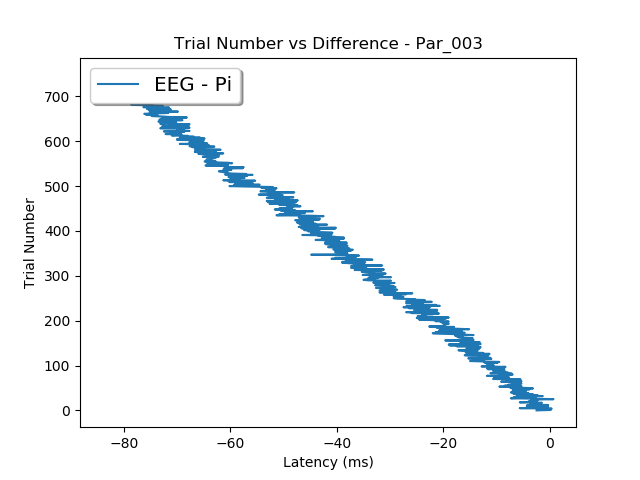 Trial Number vs Difference - Par_003
EEG - Pi
700
600
500
400
300
200
100
0
Trial Number
−80 −60 −40 −20 0
Latency (ms)